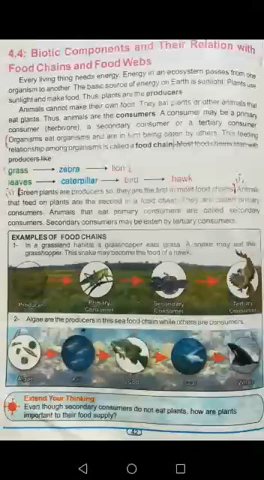 4.4: Biotic Components and Their Relation with
Food Chains and Food Webs
Every living thing needs energy. Energy in an ecosystem passes from one
organism to another. The basic source of energy on Earth is sunlight. Plants use
sunlight and make food. Thus, plants are the producers
Animals cannot make their own food. They eat plants or other animals that
eat plants. Thus, animals are the consumers. A consumer may be a primary
consumer (herbivore), a secondary consumer or a tertiary consumer
Organisms eat organisms and are in turn being eaten by others. This feeding
relationship among organisms is called a food chain. Most food chains start with
producers like
grass → zebra → lion
leaves → caterpillar → bird → hawk
Green plants are producers so they are the first in most food chains. Animals
that feed on plants are the second in a food chain. They are called primary
consumers. Animals that eat primary consumers are called secondary
consumers. Secondary consumers may be eaten by tertiary consumers.
EXAMPLES OF FOOD CHAINS
1- In a grassland habitat a grasshopper eats grass. A snake may eat this
grasshopper. This snake may become the food of a hawk.
Producer
Primary Consumer
Secondary Consumer
Tertiary Consumer
2- Algae are the producers in this sea food chain while others are consumers.
Algae
Seal
Whale
Extend Your Thinking
Even though secondary consumers do not eat plants, how are plants
important to their food supply?
42